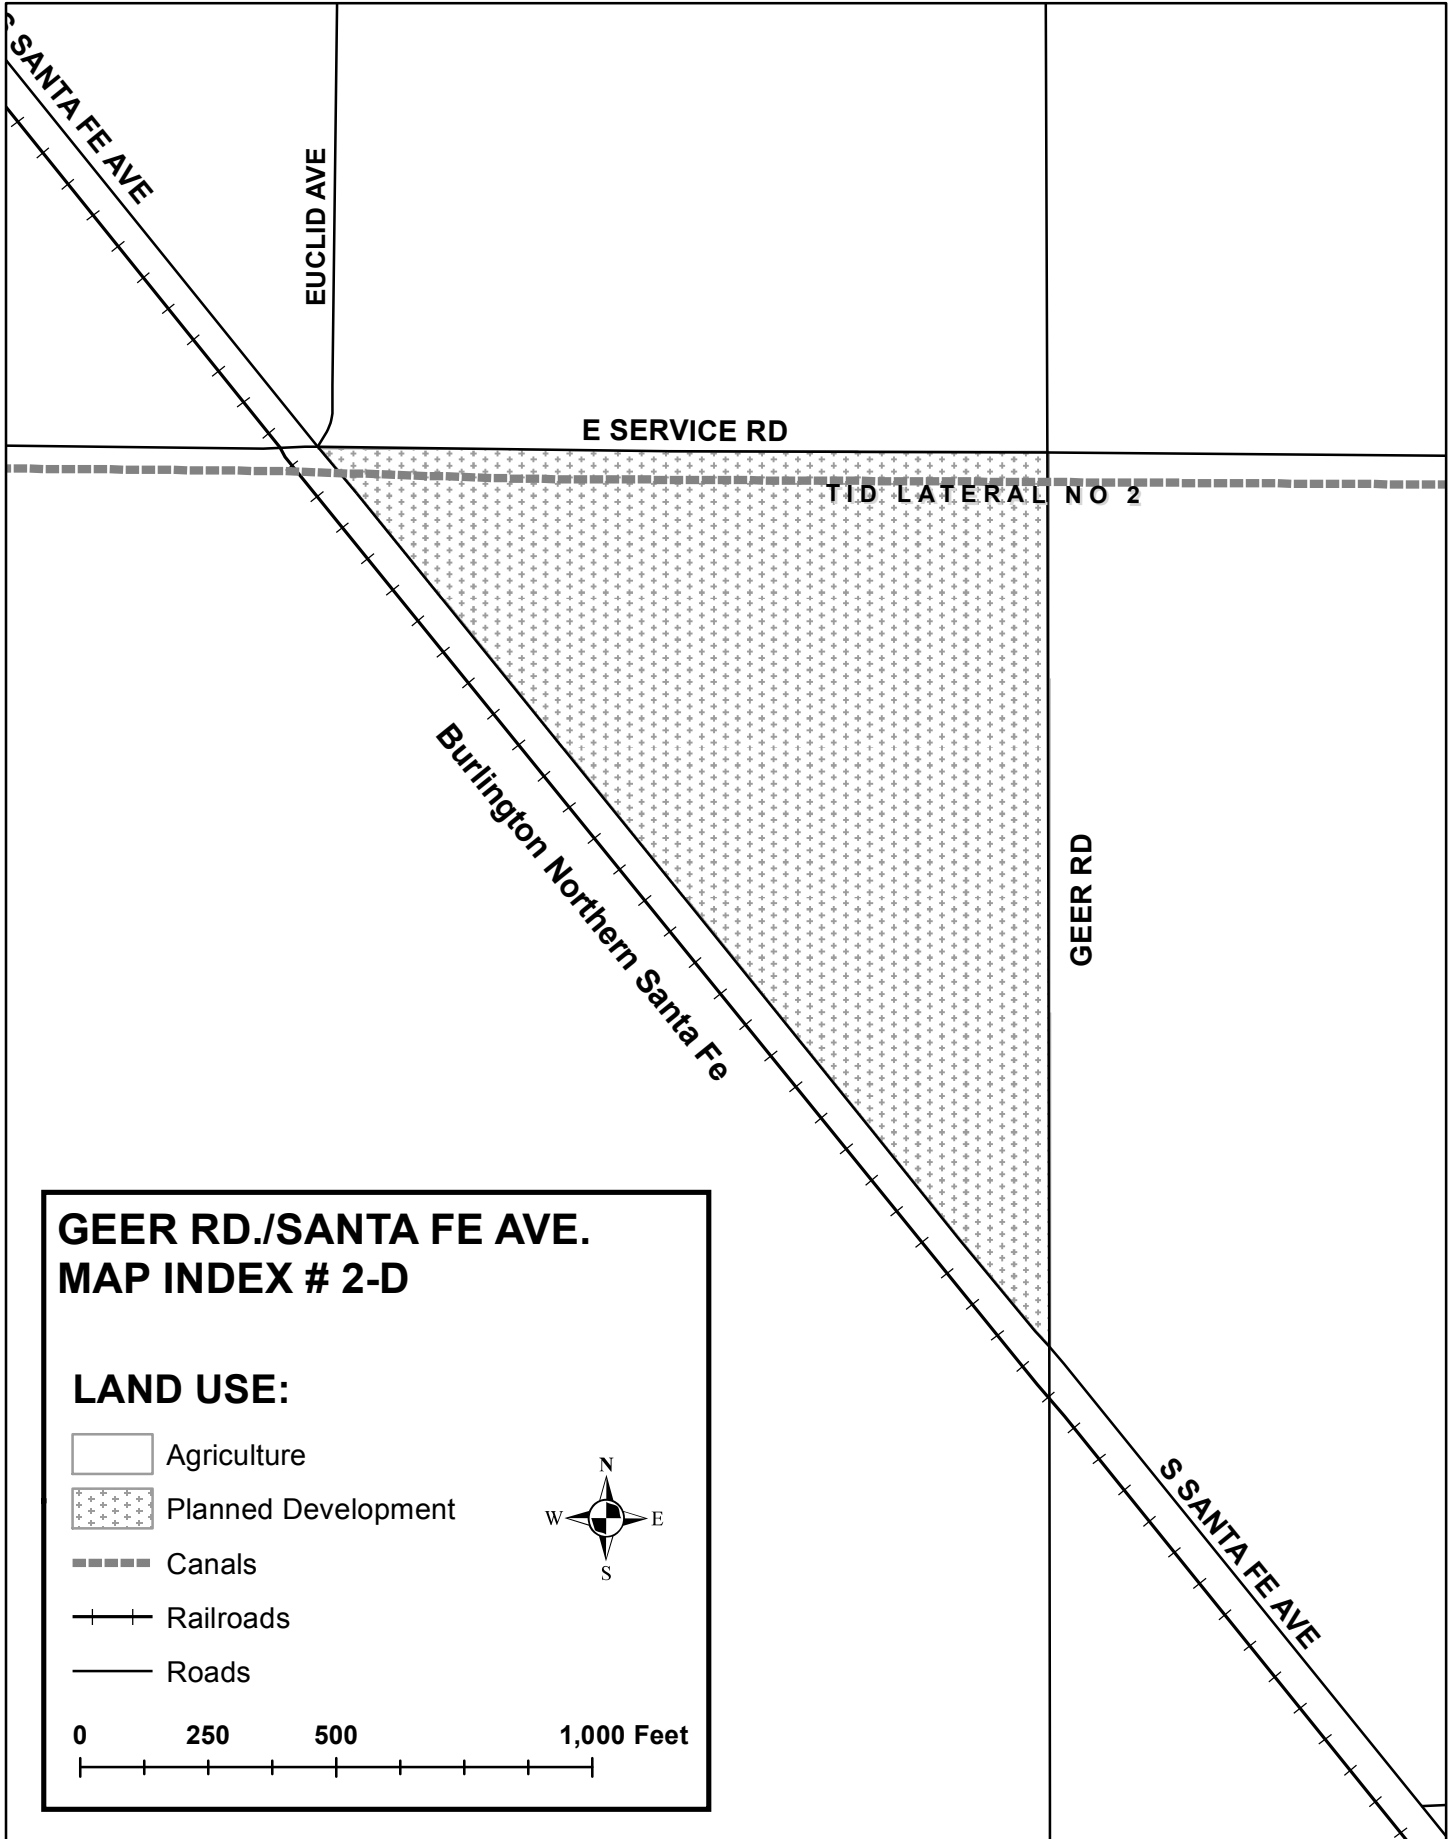 S SANTA FE AVE
EUCLID AVE
E SERVICE RD
TID LATERAL NO 2
Burlington Northern Santa Fe
GEER RD
S SANTA FE AVE
GEER RD./SANTA FE AVE.
MAP INDEX # 2-D
LAND USE:
Agriculture
Planned Development
Canals
Railroads
Roads
N
W E
S
0 250 500 1,000 Feet